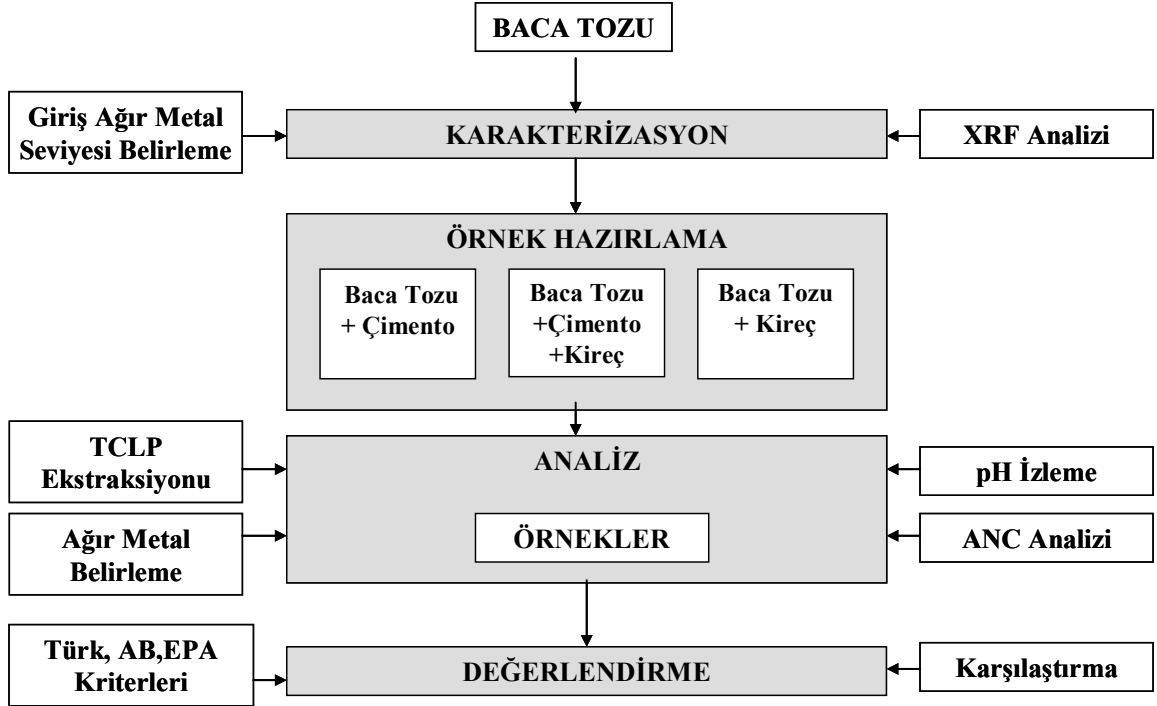 BACA TOZU
Giriş Ağır Metal
Seviyesi Belirleme
KARAKTERİZASYON
XRF Analizi
ÖRNEK HAZIRLAMA
Baca Tozu
+ Çimento
Baca Tozu
+Çimento
+Kireç
Baca Tozu
+ Kireç
TCLP
Ekstraksiyonu
ANALİZ
pH İzleme
Ağır Metal
Belirleme
ÖRNEKLER
ANC Analizi
Türk, AB,EPA
Kriterleri
DEĞERLENDİRME
Karşılaştırma